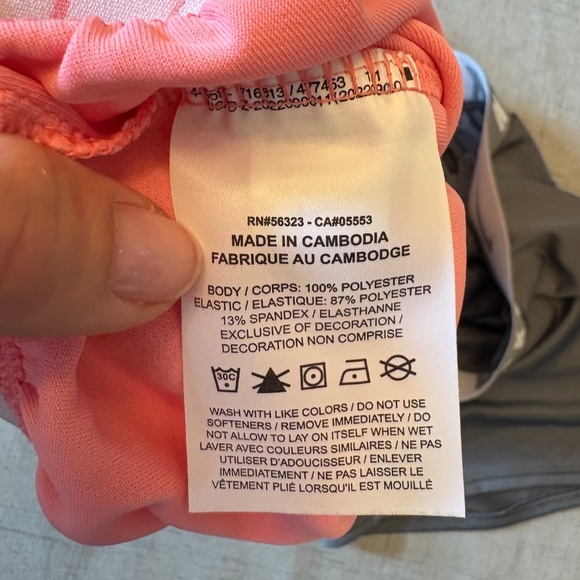 RN#56323 - CA#05553
MADE IN CAMBODIA
FABRIQUE AU CAMBODGE
BODY / CORPS: 100% POLYESTER
ELASTIC / ELASTIQUE: 87% POLYESTER
13% SPANDEX / ELASTHANNE
EXCLUSIVE OF DECORATION /
DECORATION NON COMPRISE
30C
WASH WITH LIKE COLORS / DO NOT USE
SOFTENERS / REMOVE IMMEDIATELY / DO
NOT ALLOW TO LAY ON ITSELF WHEN WET
LAVER AVEC COULEURS SIMILAIRES / NE PAS
UTILISER D'ADOUCISSEUR / ENLEVER
IMMEDIATEMENT / NE PAS LAISSER LE
VÊTEMENT PLIÉ LORSQU'IL EST MOUILLÉ